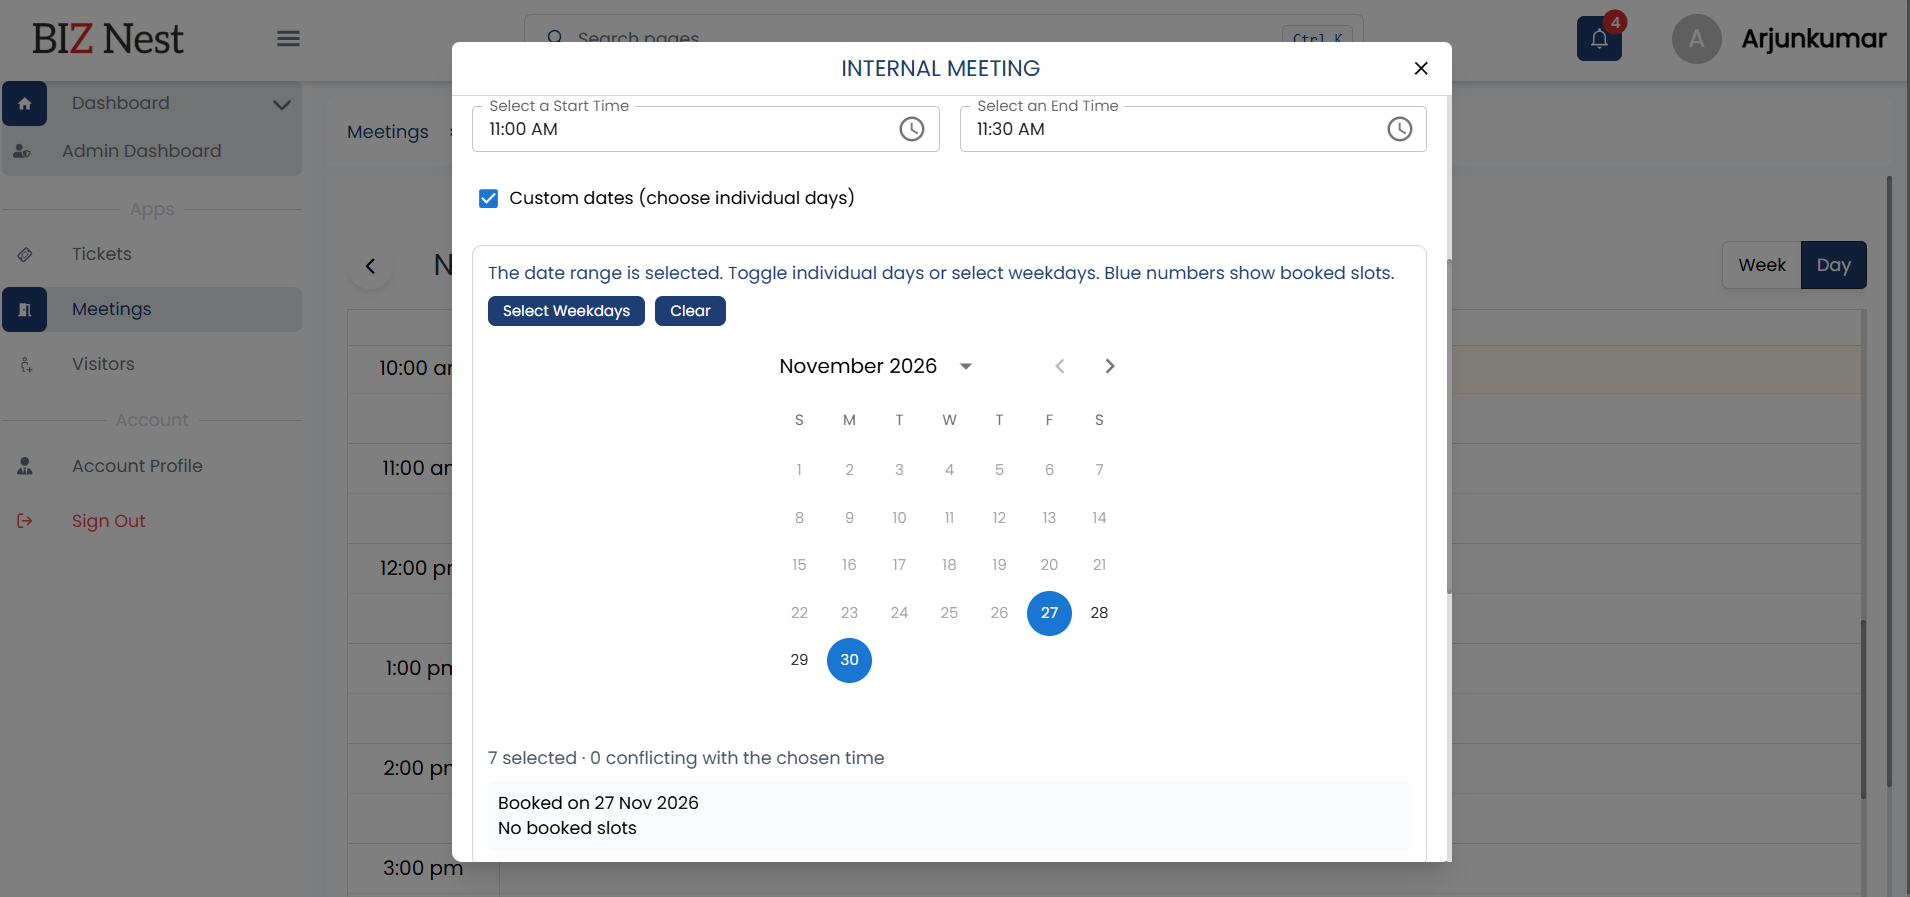 BIZ Nest
Search pages
Ctrl K
4
A
Arjunkumar
Dashboard
Admin Dashboard
Apps
Tickets
Meetings
Visitors
Account
Account Profile
Sign Out
Meetings
Week
Day
10:00 am
11:00 am
12:00 pm
1:00 pm
2:00 pm
3:00 pm
INTERNAL MEETING
Select a Start Time
11:00 AM
Select an End Time
11:30 AM
Custom dates (choose individual days)
The date range is selected. Toggle individual days or select weekdays. Blue numbers show booked slots.
Select Weekdays
Clear
November 2026
S M T W T F S
1 2 3 4 5 6 7
8 9 10 11 12 13 14
15 16 17 18 19 20 21
22 23 24 25 26 27 28
29 30
7 selected · 0 conflicting with the chosen time
Booked on 27 Nov 2026
No booked slots